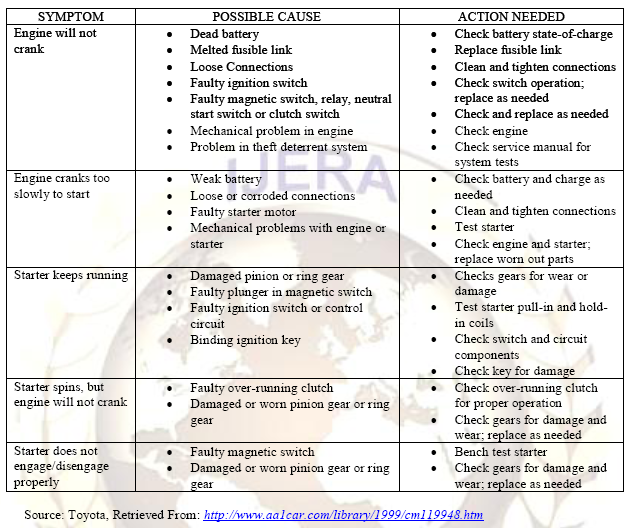 SYMPTOM POSSIBLE CAUSE ACTION NEEDED
Engine will not
crank
• Dead battery
• Melted fusible link
• Loose Connections
• Faulty ignition switch
• Faulty magnetic switch, relay, neutral
start switch or clutch switch
• Mechanical problem in engine
• Problem in theft deterrent system
• Check battery state-of-charge
• Replace fusible link
• Clean and tighten connections
• Check switch operation;
replace as needed
• Check and replace as needed
• Check engine
• Check service manual for
system tests
Engine cranks too
slowly to start
• Weak battery
• Loose or corroded connections
• Faulty starter motor
• Mechanical problems with engine or
starter
• Check battery and charge as
needed
• Clean and tighten connections
• Test starter
• Check engine and starter;
replace worn out parts
Starter keeps running
• Damaged pinion or ring gear
• Faulty plunger in magnetic switch
• Faulty ignition switch or control
circuit
• Binding ignition key
• Checks gears for wear or
damage
• Test starter pull-in and hold-
in coils
• Check switch and circuit
components
• Check key for damage
Starter spins, but
engine will not crank
• Faulty over-running clutch
• Damaged or worn pinion gear or ring
gear
• Check over-running clutch
for proper operation
• Check gears for damage and
wear; replace as needed
Starter does not
engage/disengage
properly
• Faulty magnetic switch
• Damaged or worn pinion gear or ring
gear
• Bench test starter
• Check gears for damage and
wear; replace as needed
Source: Toyota, Retrieved From: http://www.aa1car.com/library/1999/cm119948.htm
IJERA